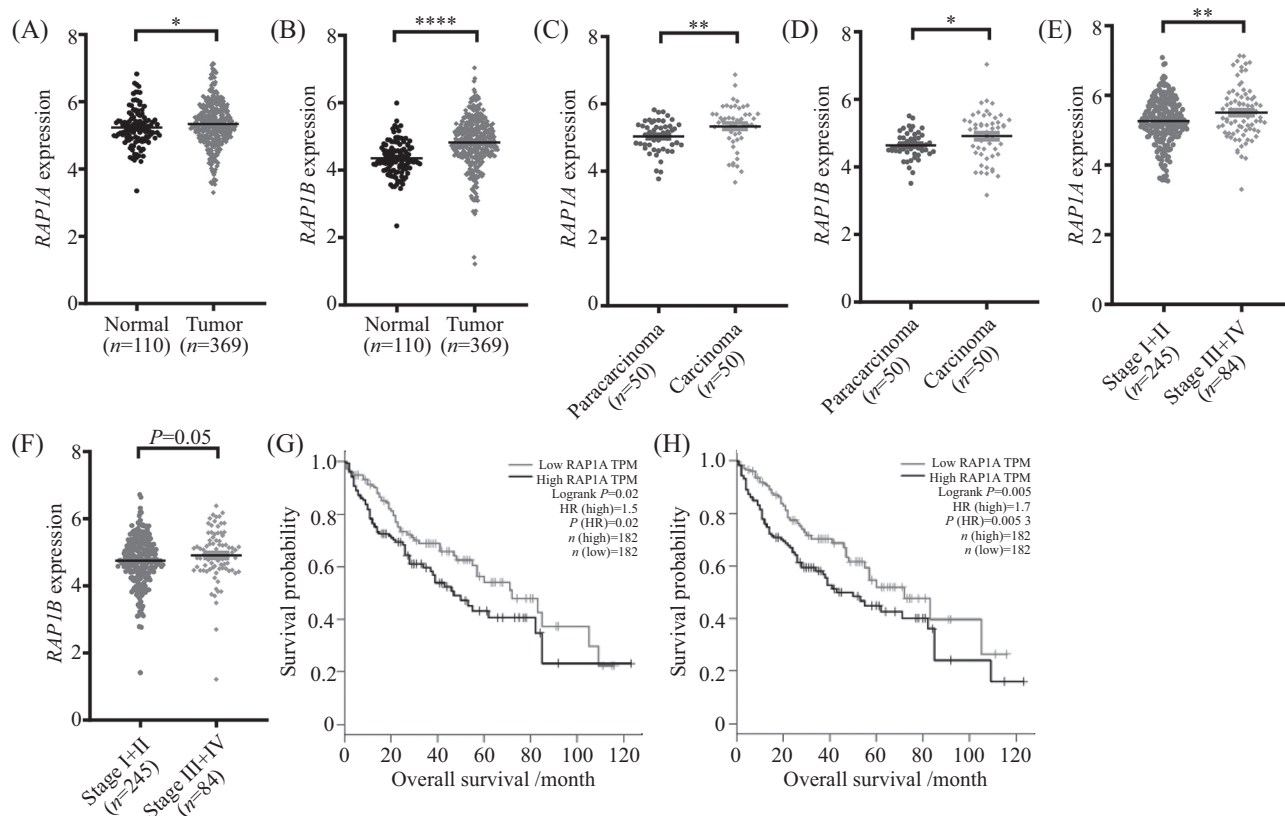 (A)
*
8
6
4
2
0
RAP1A expression
Normal
(n=110)
Tumor
(n=369)
(B)
****
8
6
4
2
0
RAP1B expression
Normal
(n=110)
Tumor
(n=369)
(C)
**
8
6
4
2
0
RAP1A expression
Paracarcinoma
(n=50)
Carcinoma
(n=50)
(D)
*
8
6
4
2
0
RAP1B expression
Paracarcinoma
(n=50)
Carcinoma
(n=50)
(E)
**
8
6
4
2
0
RAP1A expression
Stage I+II
(n=245)
Stage III+IV
(n=84)
(F)
P=0.05
8
6
4
2
0
RAP1B expression
Stage I+II
(n=245)
Stage III+IV
(n=84)
(G)
1.0
0.8
0.6
0.4
0.2
0
Survival probability
Low RAP1A TPM
High RAP1A TPM
Logrank P=0.02
HR (high)=1.5
P (HR)=0.02
n (high)=182
n (low)=182
0 20 40 60 80 100 120
Overall survival /month
(H)
1.0
0.8
0.6
0.4
0.2
0
Survival probability
Low RAP1A TPM
High RAP1A TPM
Logrank P=0.005
HR (high)=1.7
P (HR)=0.005 3
n (high)=182
n (low)=182
0 20 40 60 80 100 120
Overall survival /month